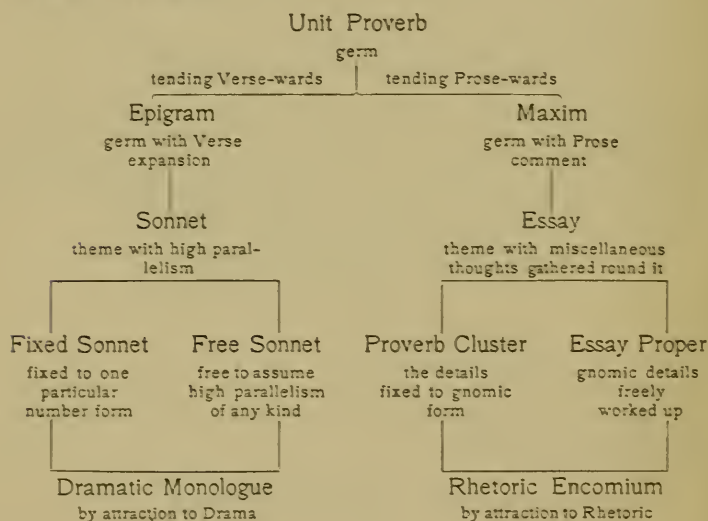 Unit Proverb
germ
tending Verse-wards tending Prose-wards
Epigram Maxim
germ with Verse germ with Prose
expansion comment
Sonnet Essay
theme with high paral- theme with miscellaneous
lelism thoughts gathered round it
Fixed Sonnet Free Sonnet Proverb Cluster Essay Proper
fixed to one free to assume the details gnomic details
particular high parallelism fixed to gnomic freely
number form of any kind form worked up
Dramatic Monologue Rhetoric Encomium
by attraction to Drama by attraction to Rhetoric